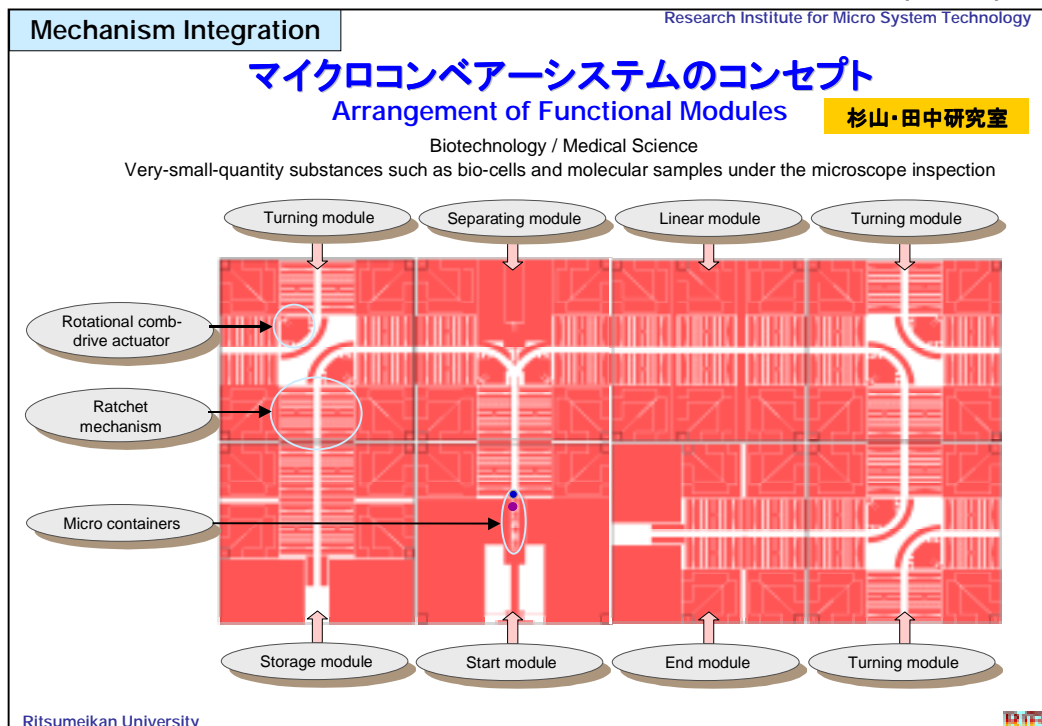 Research Institute for Micro System Technology
Mechanism Integration
マイクロコンベアーシステムのコンセプト
Arrangement of Functional Modules
杉山・田中研究室
Biotechnology / Medical Science
Very-small-quantity substances such as bio-cells and molecular samples under the microscope inspection
Turning module
Separating module
Linear module
Turning module
Rotational comb-
drive actuator
Ratchet
mechanism
Micro containers
Storage module
Start module
End module
Turning module
Ritsumeikan University